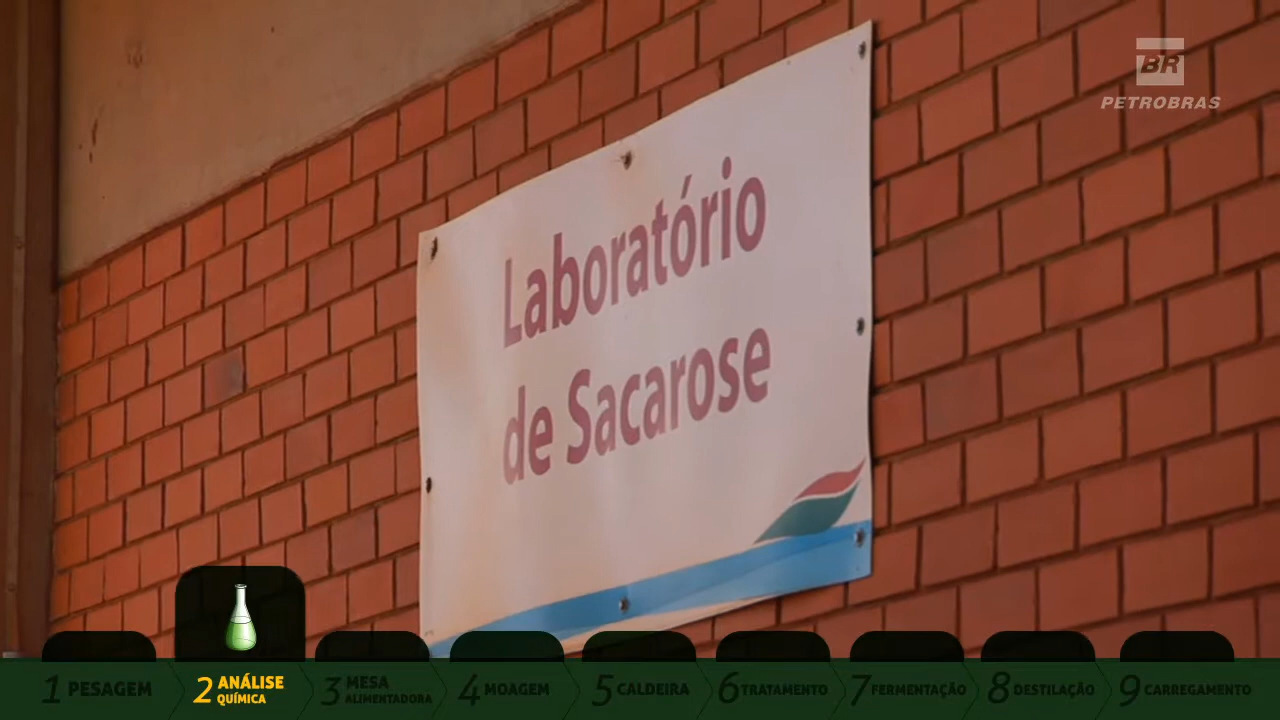 BR
PETROBRAS
Laboratório
de Sacarose
1 PESAGEM
2 ANÁLISE
QUÍMICA
3 MESA
ALIMENTADORA
4 MOAGEM
5 CALDEIRA
6 TRATAMENTO
7 FERMENTAÇÃO
8 DESTILAÇÃO
9 CARREGAMENTO